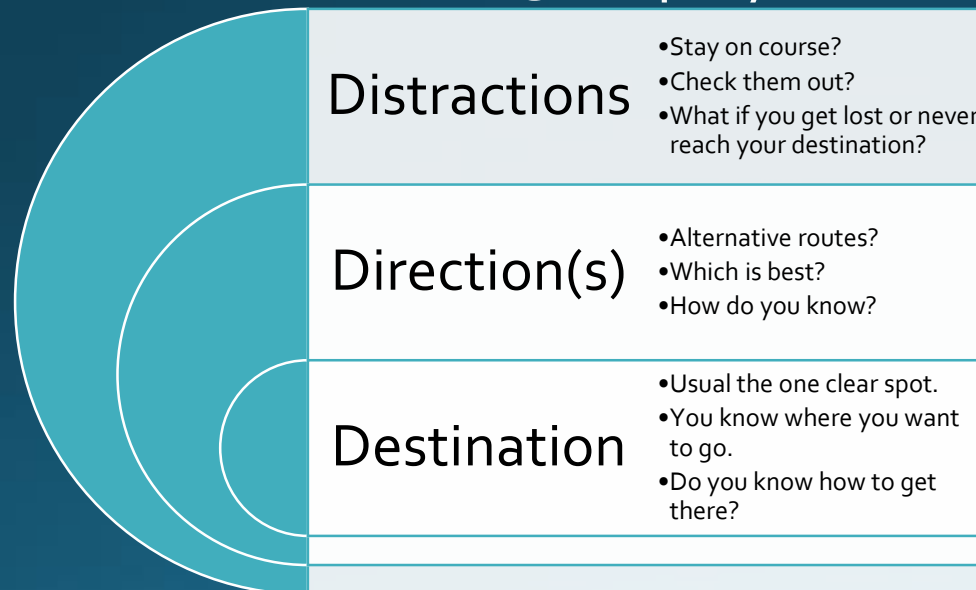 Distractions
•Stay on course?
•Check them out?
•What if you get lost or never
reach your destination?
Direction(s)
•Alternative routes?
•Which is best?
•How do you know?
Destination
•Usual the one clear spot.
•You know where you want
to go.
•Do you know how to get
there?